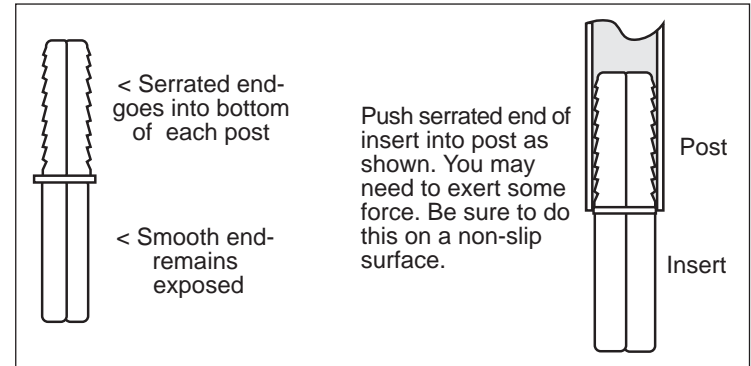 < Serrated end-
goes into bottom
of each post
< Smooth end-
remains
exposed
Push serrated end of
insert into post as
shown. You may
need to exert some
force. Be sure to do
this on a non-slip
surface.
Post
Insert